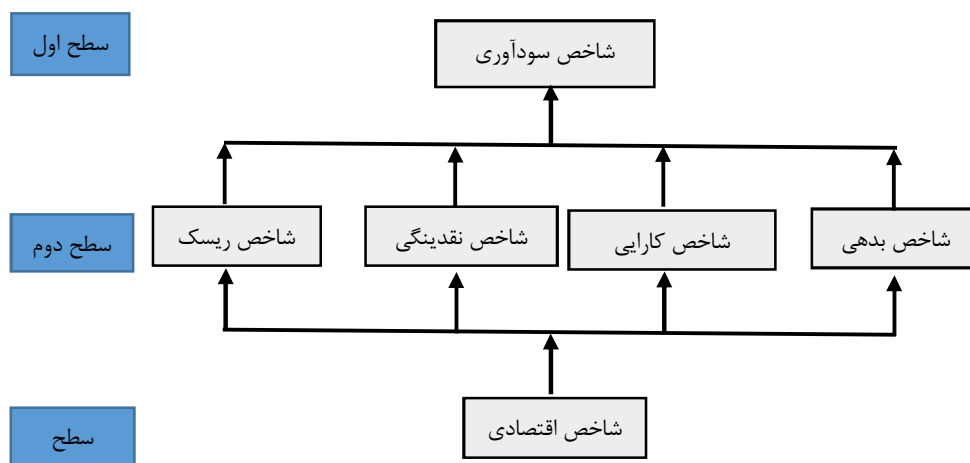 سطح اول
شاخص سودآوری
سطح دوم
شاخص بدهی
شاخص کارایی
شاخص نقدینگی
شاخص ریسک
شاخص اقتصادی
سطح